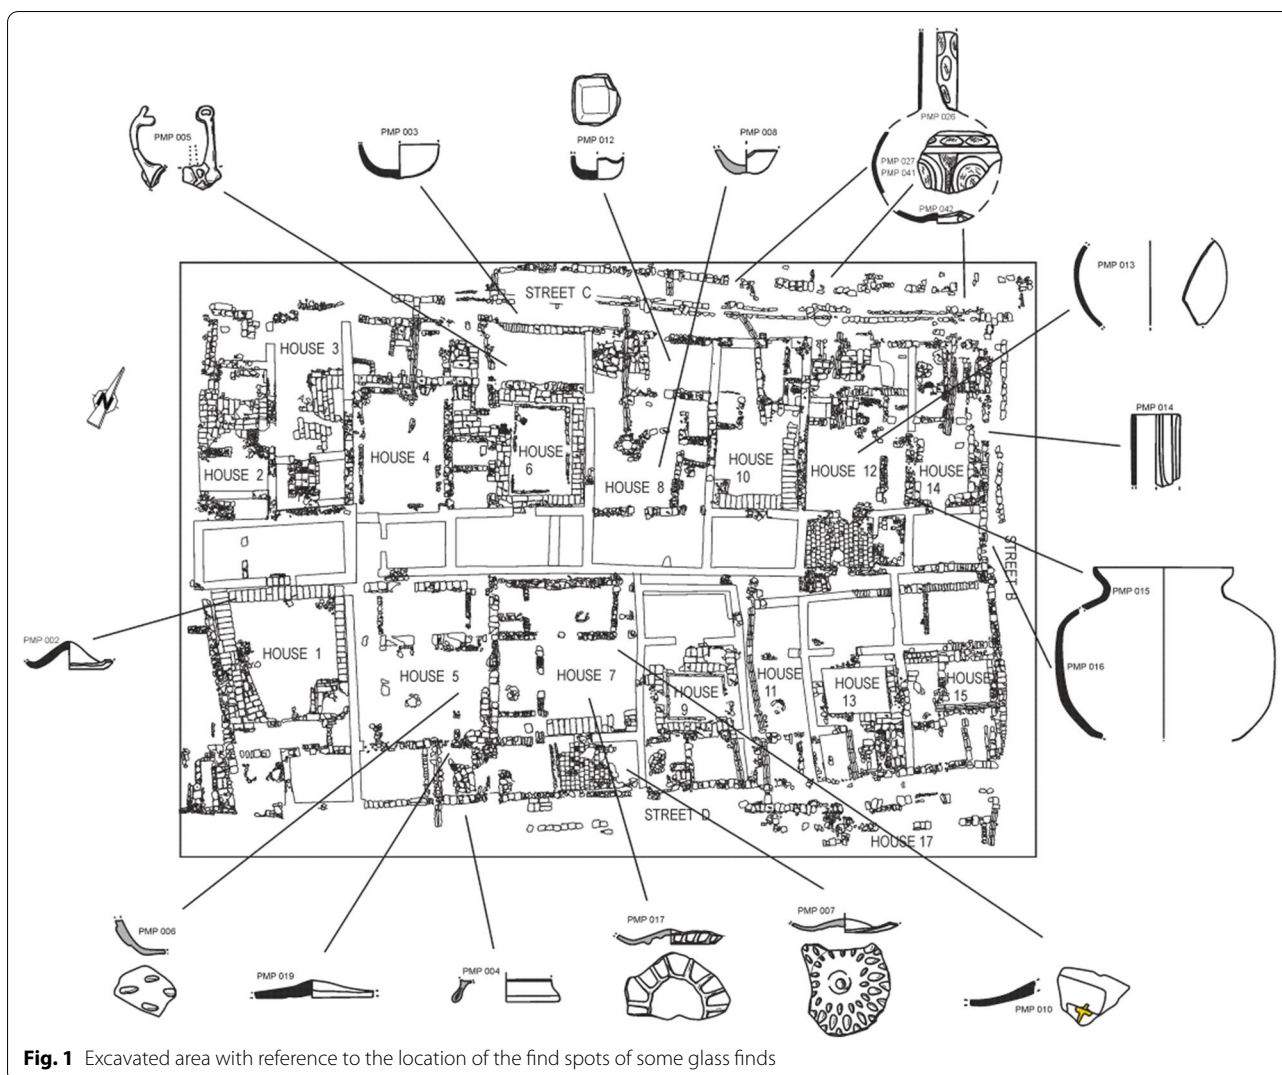 PMP 026
PMP 005
PMP 003
PMP 012
PMP 008
PMP 027
PMP 041
PMP 042
PMP 013
STREET C
HOUSE 3
N
PMP 014
HOUSE 2
HOUSE 4
HOUSE
6
HOUSE 8
HOUSE
10
HOUSE 12
HOUSE
14
STREET B
PMP 015
PMP 002
HOUSE 1
HOUSE 5
HOUSE 7
HOUSE
9
HOUSE
11
HOUSE
13
HOUSE
15
PMP 016
STREET D
HOUSE 17
PMP 006
PMP 019
PMP 004
PMP 017
PMP 007
PMP 010
Fig. 1 Excavated area with reference to the location of the find spots of some glass finds